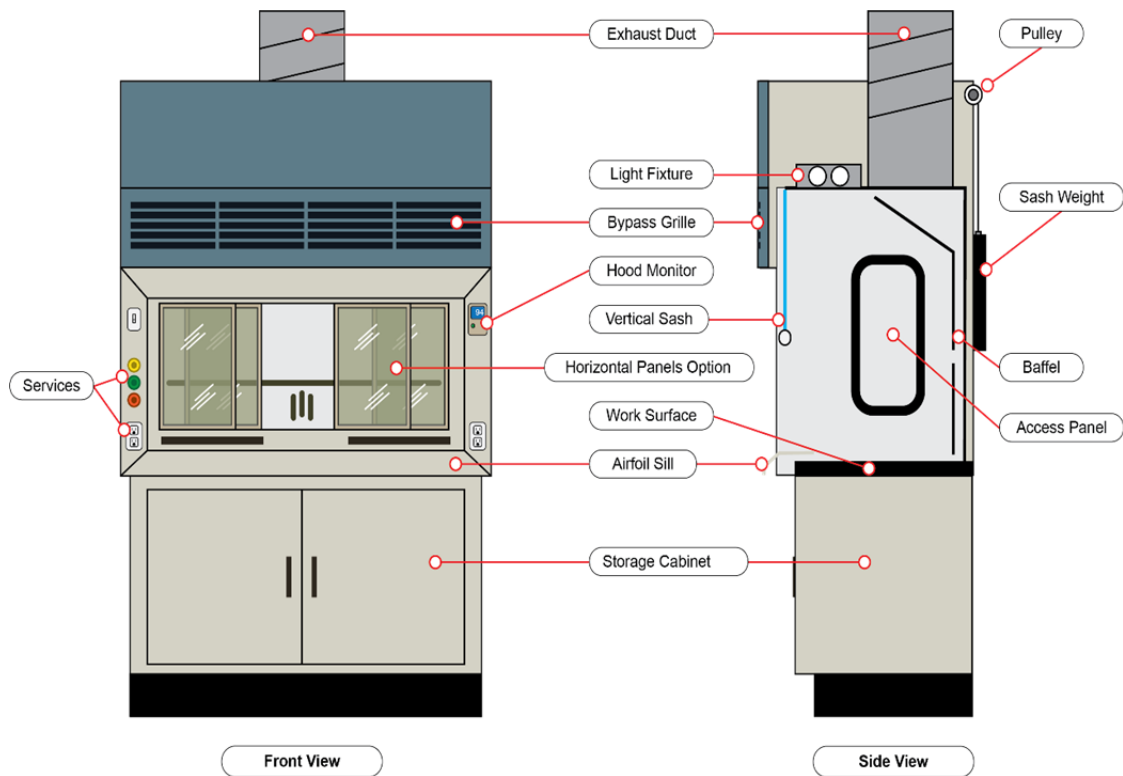 Exhaust Duct
Pulley
Light Fixture
Sash Weight
Bypass Grille
Hood Monitor
94
Vertical Sash
Horizontal Panels Option
Baffel
Services
Work Surface
Access Panel
Airfoil Sill
Storage Cabinet
Front View
Side View